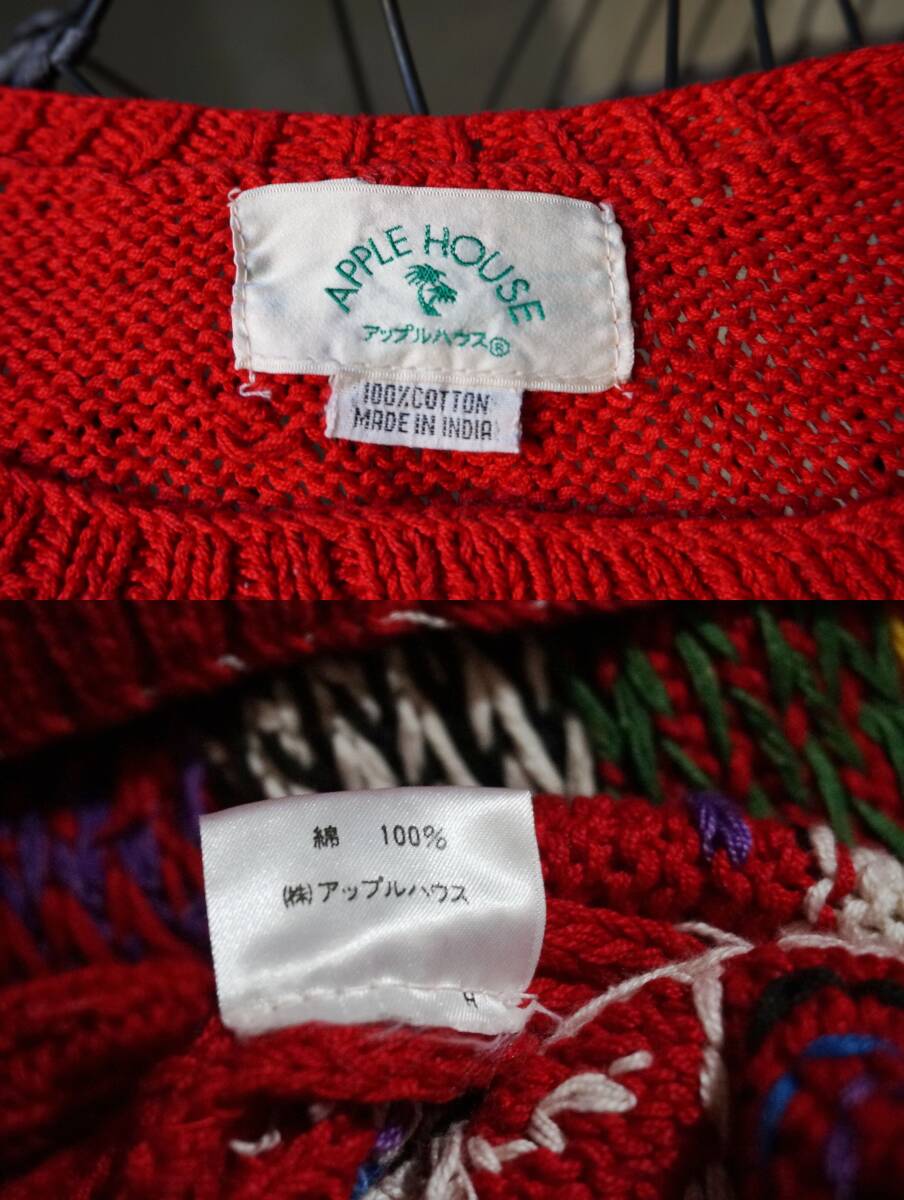 APPLE HOUSE
アップルハウス®
100%COTTON
MADE IN INDIA
綿 100%
(株)アップルハウス
H